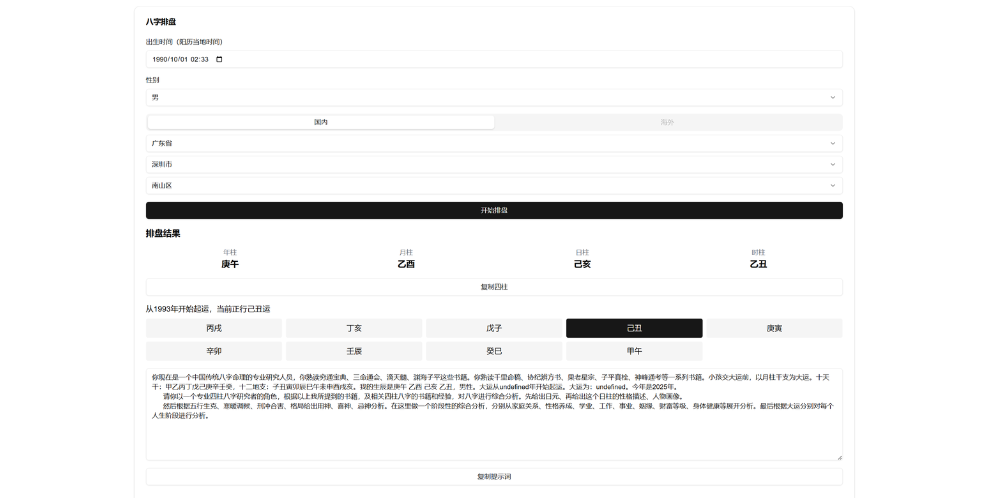 八字排盘
出生时间（阳历当地时间）
1990/10/01 02:33
性别
男
国内 海外
广东省
深圳市
南山区
开始排盘
排盘结果
年柱 月柱 日柱 时柱
庚午 乙酉 己亥 乙丑
复制四柱
从1993年开始起运，当前正行己丑运
丙戌 丁亥 戊子 己丑 庚寅
辛卯 壬辰 癸巳 甲午
你现在是一个中国传统八字命理的专业研究人员，你熟读穷通宝典、三命通会、滴天髓、渊海子平这些书籍。你熟读千里命稿、协纪辨方书、果老星宗、子平真栓、神峰通考等一系列书籍。小孩交大运前，以月柱干支为大运。十天
干：甲乙丙丁戊己庚辛壬癸，十二地支：子丑寅卯辰巳午未申酉戌亥。我的生辰是庚午 乙酉 己亥 乙丑，男性。大运从undefined年开始起运。大运为：undefined。今年是2025年。
请你以一个专业四柱八字研究者的角色，根据以上我所提到的书籍，及相关四柱八字的书籍和经验，对八字进行综合分析。先给出日元，再给出这个日柱的性格描述、人物画像。
然后根据五行生克、寒暖调候、刑冲合害、格局给出用神、喜神、忌神分析。在这里做一个阶段性的综合分析，分别从家庭关系、性格养成、学业、工作、事业、婚姻、财富等级、身体健康等展开分析。最后根据大运分别对每个
人生阶段进行分析。
复制提示词